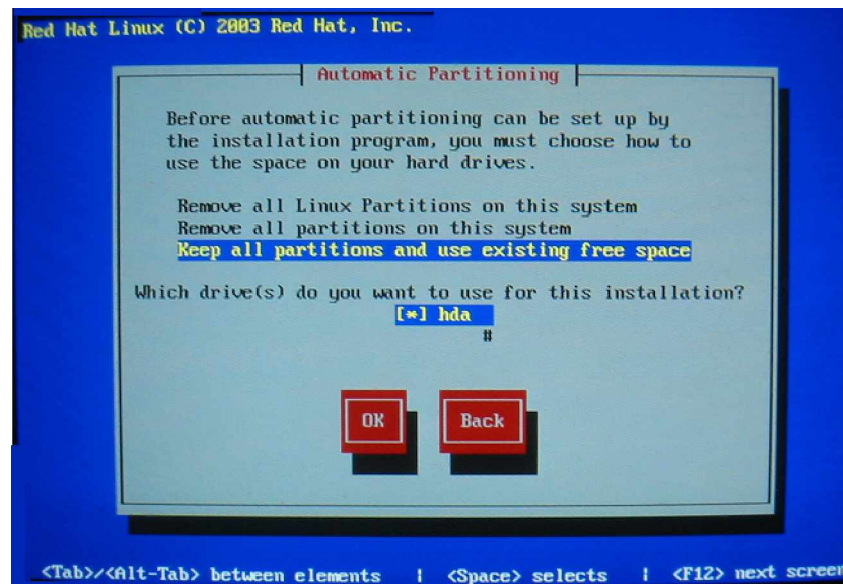 Red Hat Linux (C) 2003 Red Hat, Inc.
Automatic Partitioning
Before automatic partitioning can be set up by
the installation program, you must choose how to
use the space on your hard drives.
Remove all Linux Partitions on this system
Remove all partitions on this system
Keep all partitions and use existing free space
Which drive(s) do you want to use for this installation?
[*] hda
#
OK
Back
<Tab>/<Alt-Tab> between elements | <Space> selects | <F12> next screen